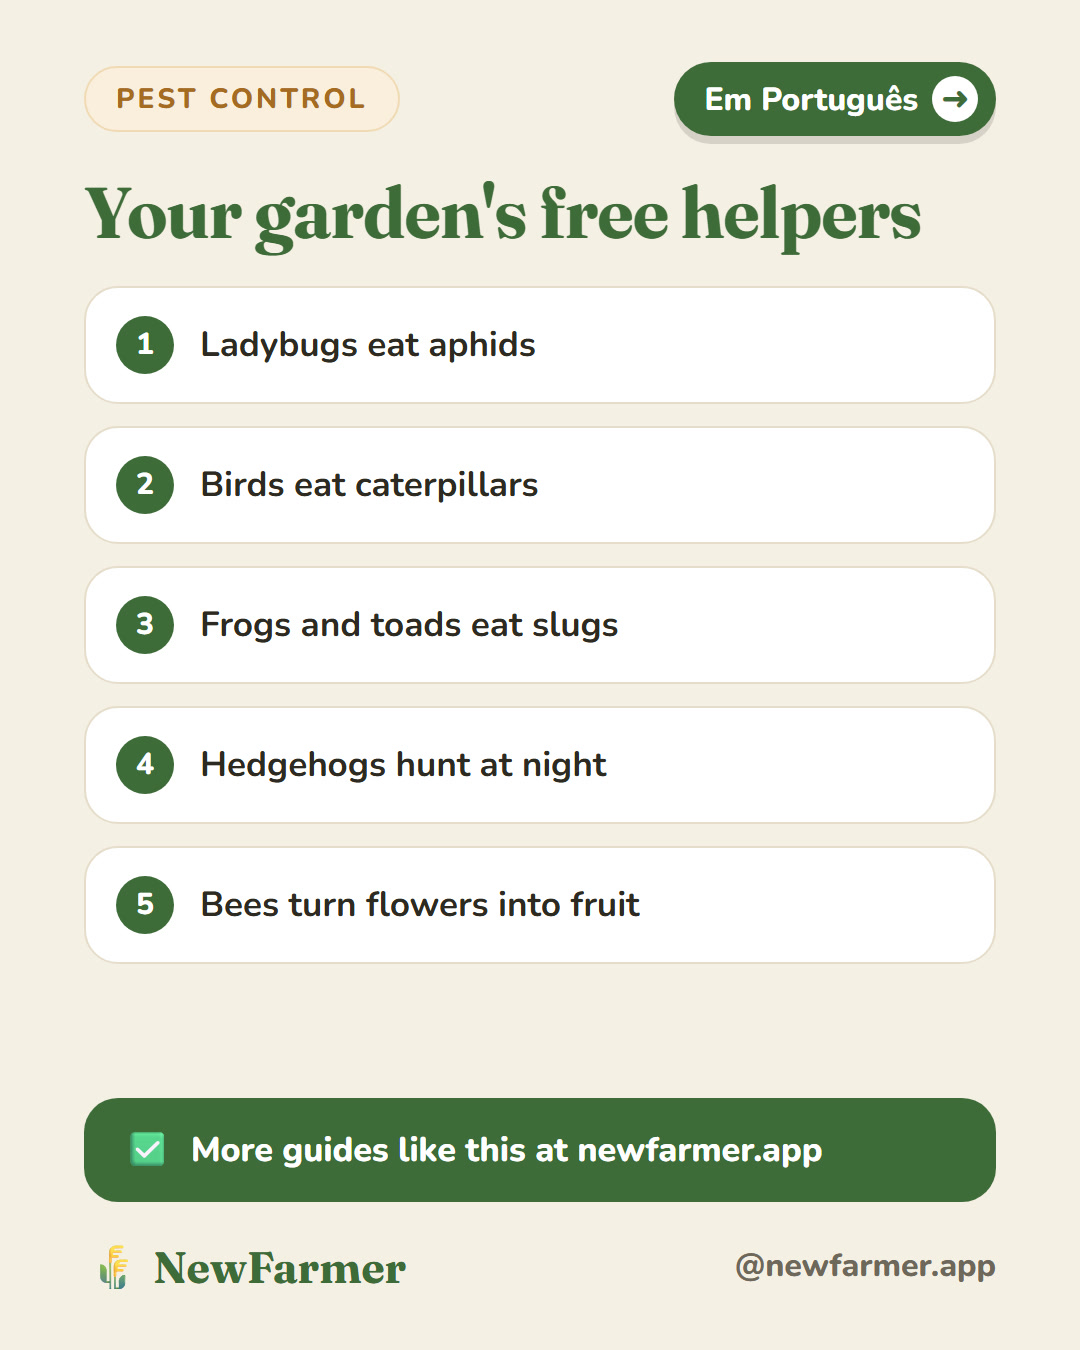 PEST CONTROL
Em Português
Your garden's free helpers
1 Ladybugs eat aphids
2 Birds eat caterpillars
3 Frogs and toads eat slugs
4 Hedgehogs hunt at night
5 Bees turn flowers into fruit
More guides like this at newfarmer.app
NewFarmer
@newfarmer.app